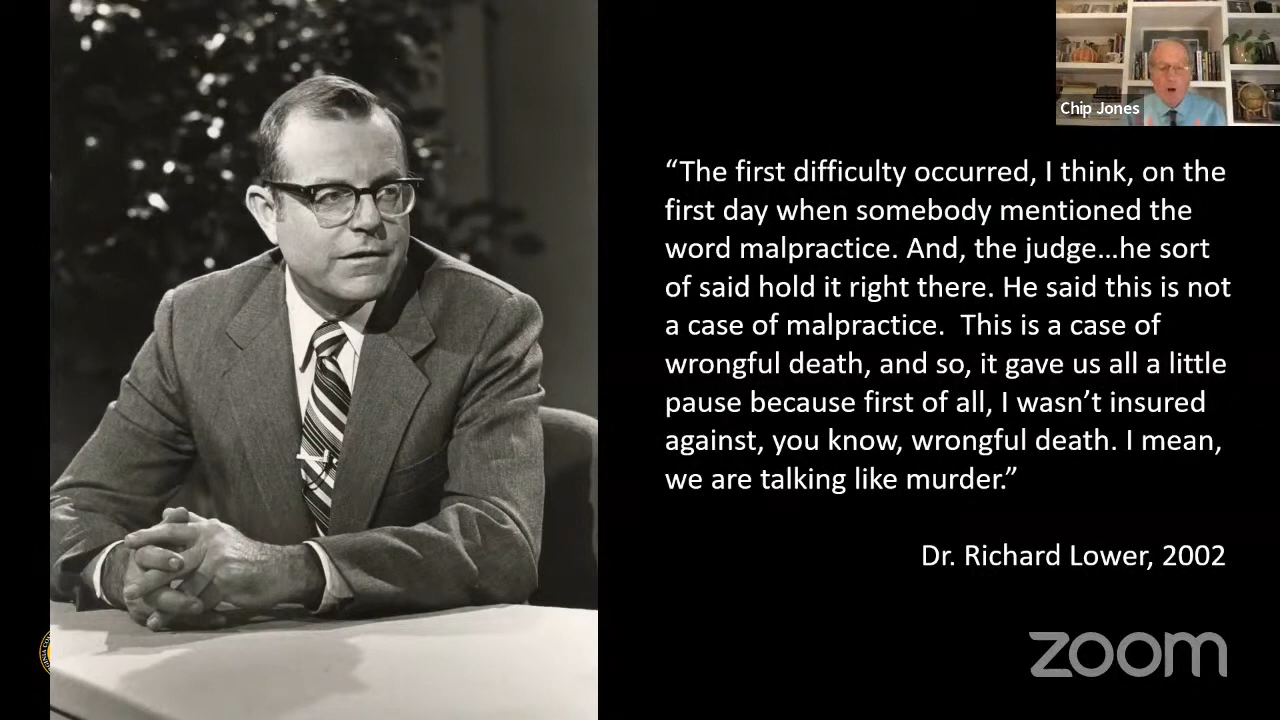 Chip Jones
“The first difficulty occurred, I think, on the
first day when somebody mentioned the
word malpractice. And, the judge…he sort
of said hold it right there. He said this is not
a case of malpractice.  This is a case of
wrongful death, and so, it gave us all a little
pause because first of all, I wasn’t insured
against, you know, wrongful death. I mean,
we are talking like murder.”
Dr. Richard Lower, 2002
zoom